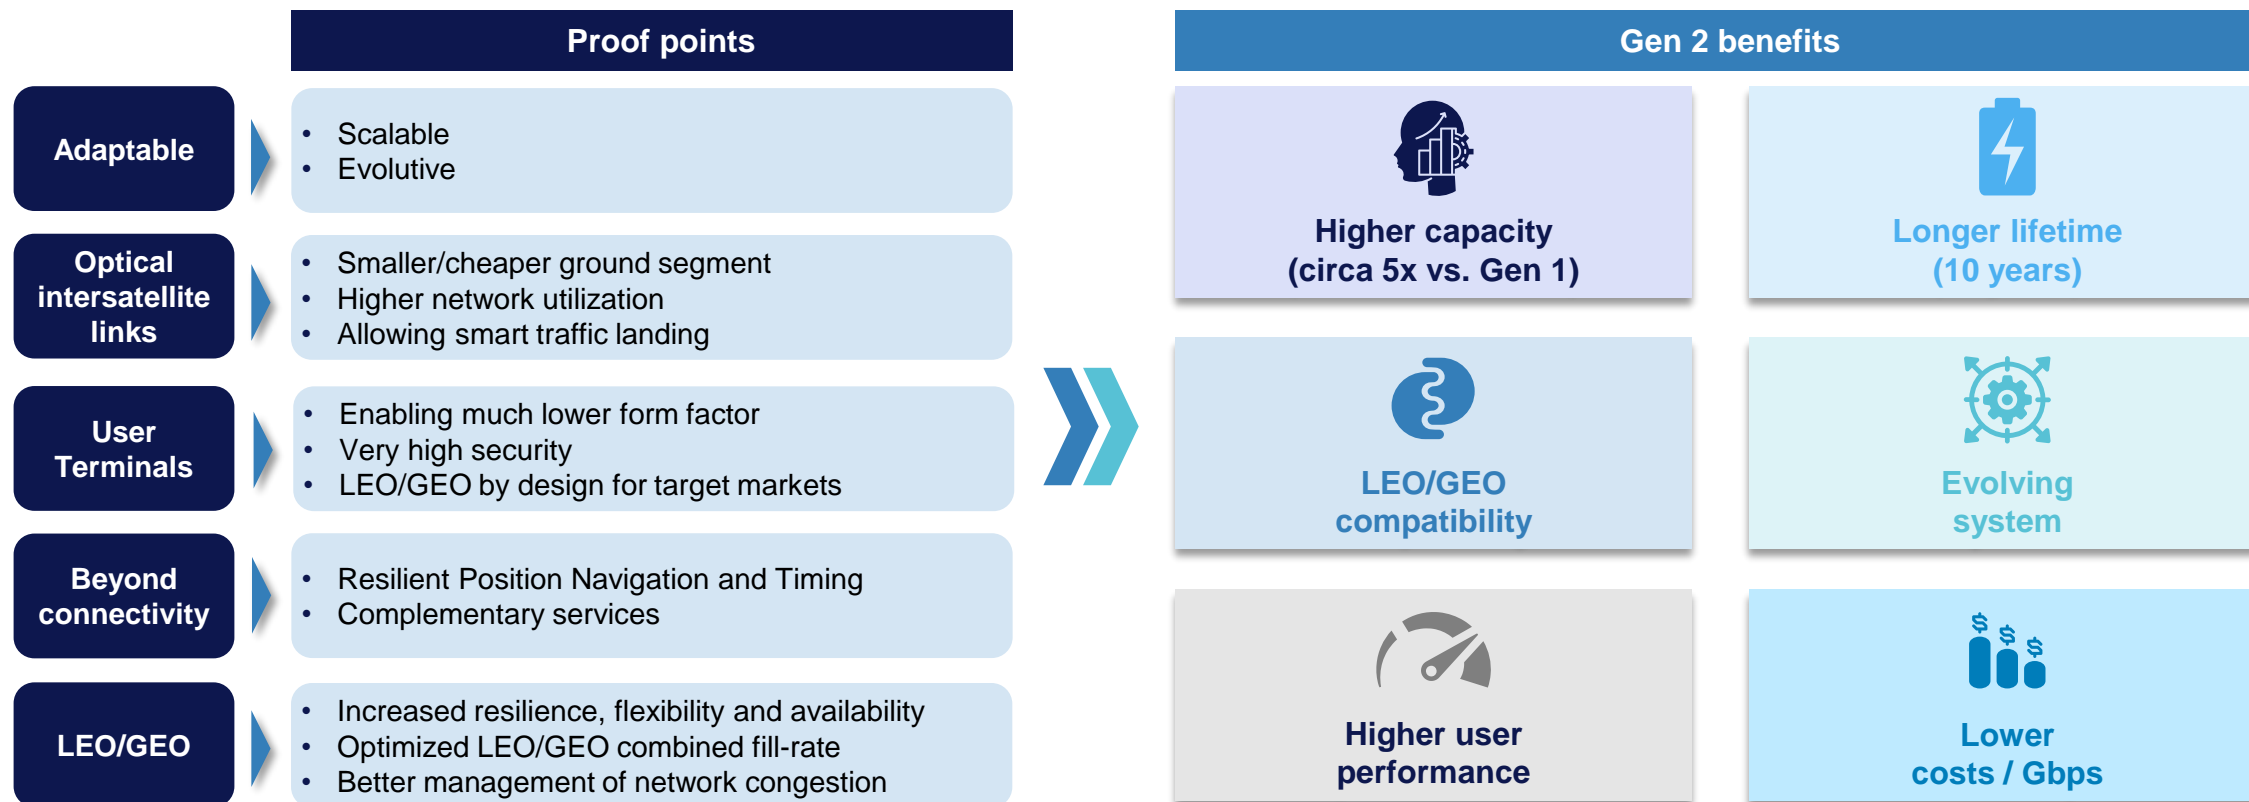 Proof points
Gen 2 benefits
Adaptable
• Scalable
• Evolutive
Optical
intersatellite
links
• Smaller/cheaper ground segment
• Higher network utilization
• Allowing smart traffic landing
User
Terminals
• Enabling much lower form factor
• Very high security
• LEO/GEO by design for target markets
Beyond
connectivity
• Resilient Position Navigation and Timing
• Complementary services
LEO/GEO
• Increased resilience, flexibility and availability
• Optimized LEO/GEO combined fill-rate
• Better management of network congestion
Higher capacity
(circa 5x vs. Gen 1)
Longer lifetime
(10 years)
LEO/GEO
compatibility
Evolving
system
Higher user
performance
$ $ $
Lower
costs / Gbps